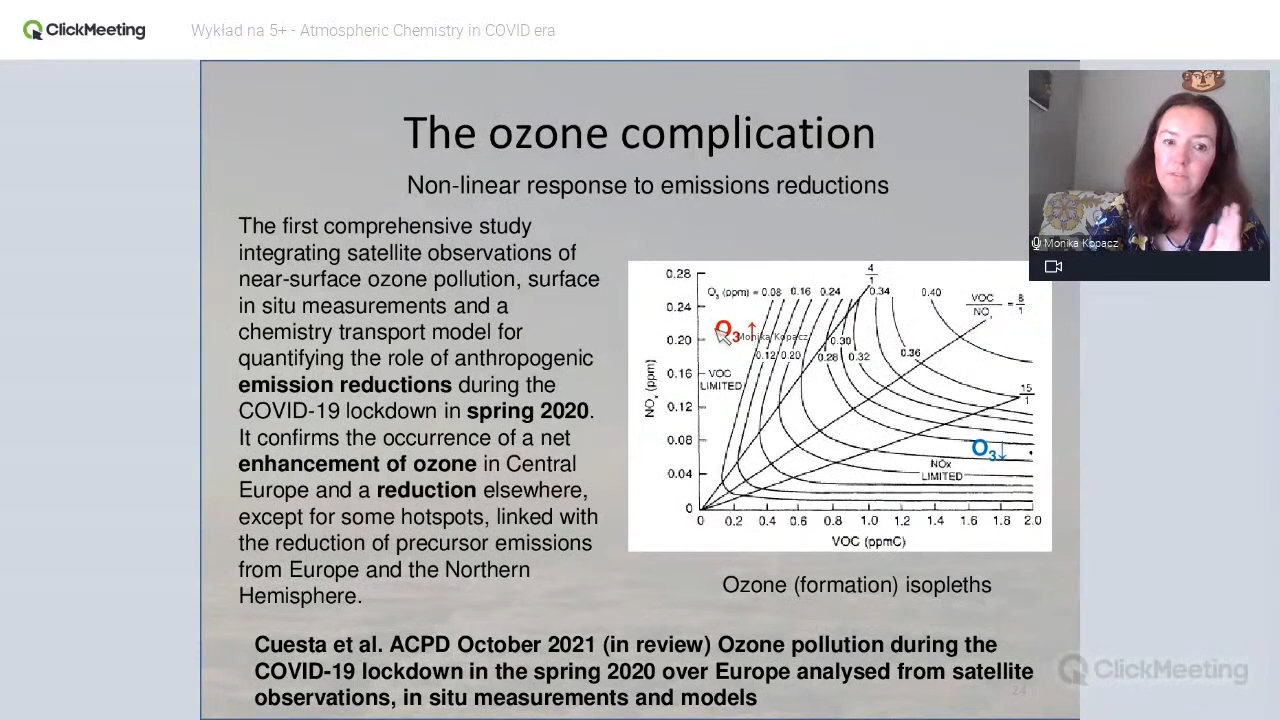 ClickMeeting
Wykład na 5+ - Atmospheric Chemistry in COVID era
The ozone complication
Non-linear response to emissions reductions
The first comprehensive study
integrating satellite observations of
near-surface ozone pollution, surface
in situ measurements and a
chemistry transport model for
quantifying the role of anthropogenic
emission reductions during the
COVID-19 lockdown in spring 2020.
It confirms the occurrence of a net
enhancement of ozone in Central
Europe and a reduction elsewhere,
except for some hotspots, linked with
the reduction of precursor emissions
from Europe and the Northern
Hemisphere.
Monika Kopacz
4
1
0.28
O3 (ppm) = 0.08 0.16 0.24 0.34 0.40
VOC
NOx
= 8
1
0.24
O3↑
Monika Kopacz
0.20
0.30
0.12 0.20 0.28 0.32 0.36
VOC
LIMITED
0.16
15
1
NOx (ppm)
0.12
0.08
O3↓
NOx
LIMITED
0.04
0
0 0.2 0.4 0.6 0.8 1.0 1.2 1.4 1.6 1.8 2.0
VOC (ppmC)
Ozone (formation) isopleths
Cuesta et al. ACPD October 2021 (in review) Ozone pollution during the
COVID-19 lockdown in the spring 2020 over Europe analysed from satellite
observations, in situ measurements and models
24
ClickMeeting